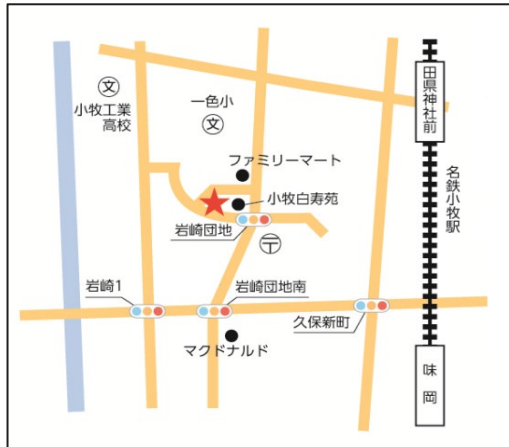 文
小牧工業
高校
一色小
文
田県神社前
ファミリーマート
名鉄小牧駅
小牧白寿苑
岩崎団地
〒
岩崎1
岩崎団地南
久保新町
マクドナルド
味岡